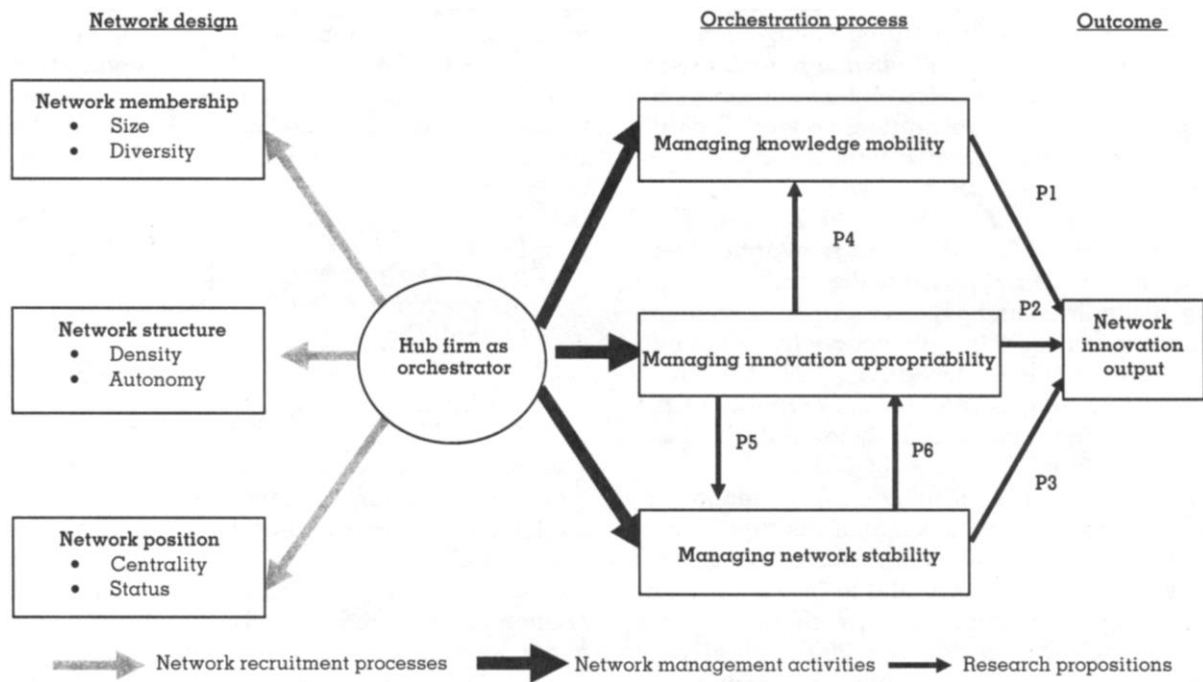 Network design
Orchestration process
Outcome
Network membership
• Size
• Diversity
Managing knowledge mobility
P1
P4
Network structure
• Density
• Autonomy
Hub firm as
orchestrator
Managing innovation appropriability
P2
Network
innovation
output
P5
P6
P3
Network position
• Centrality
• Status
Managing network stability
Network recruitment processes
Network management activities
Research propositions